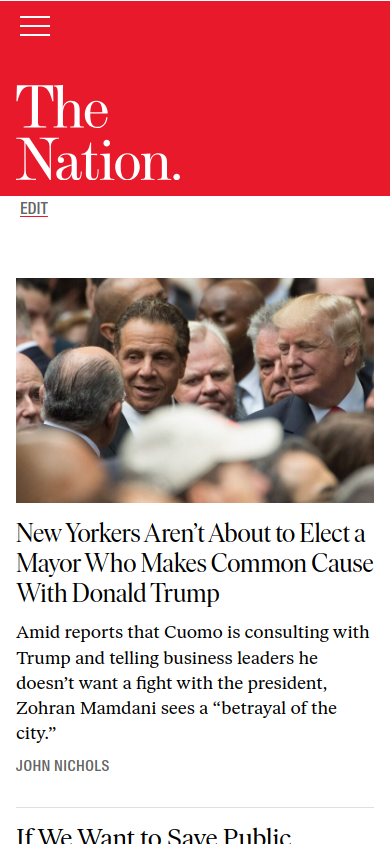 The
Nation.
EDIT
New Yorkers Aren’t About to Elect a
Mayor Who Makes Common Cause
With Donald Trump
Amid reports that Cuomo is consulting with
Trump and telling business leaders he
doesn’t want a fight with the president,
Zohran Mamdani sees a “betrayal of the
city.”
JOHN NICHOLS
If We Want to Save Public